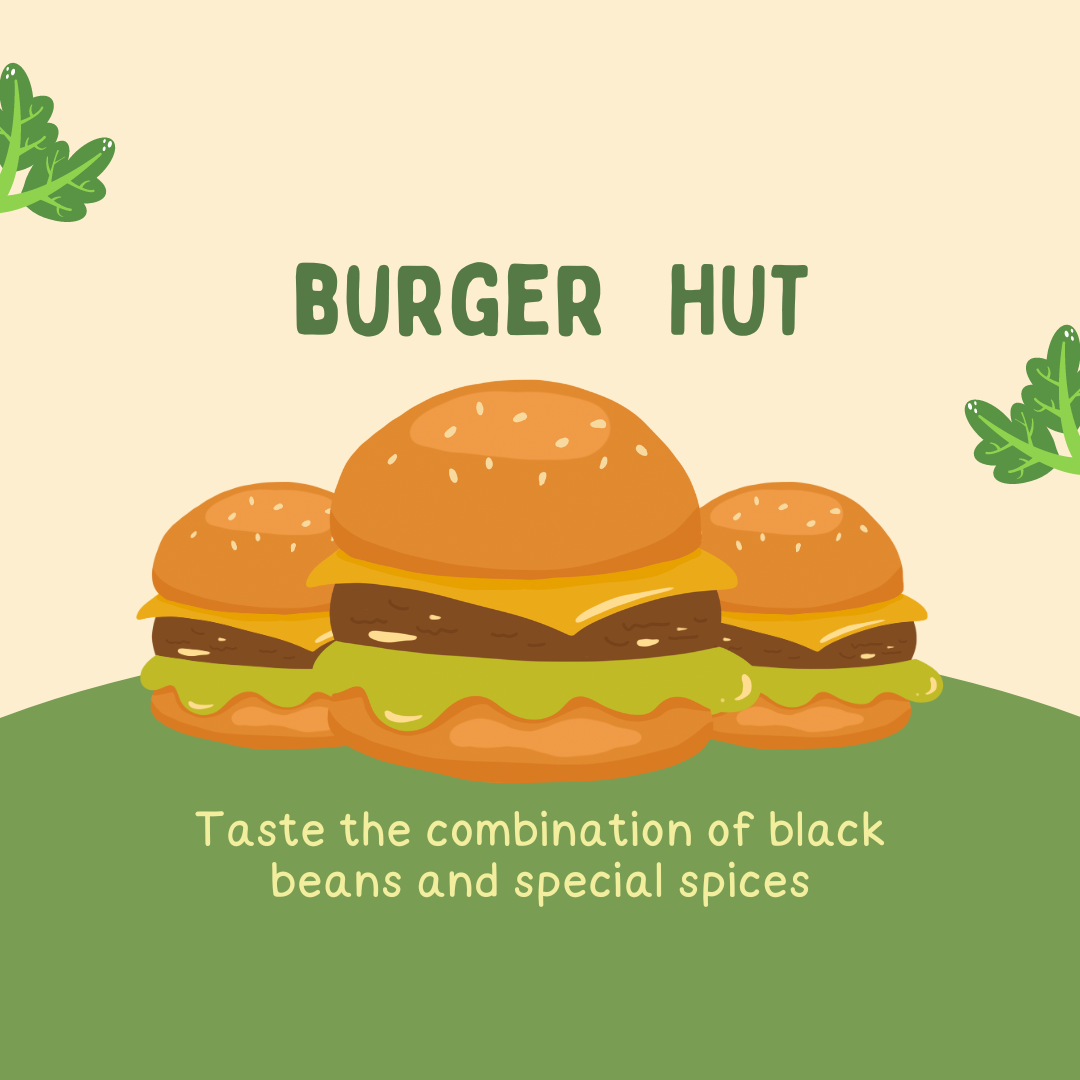 BURGER HUT
Taste the combination of black
beans and special spices